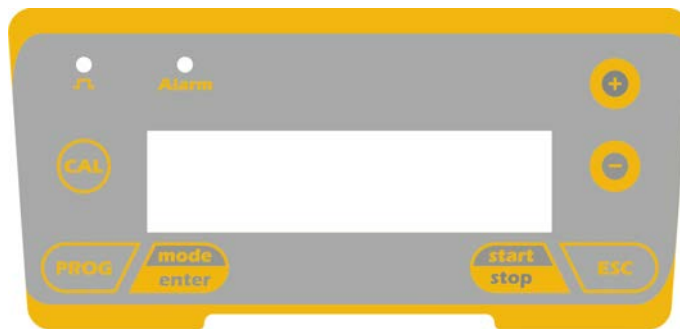 Alarm
+
CAL
-
PROG
mode
enter
start
stop
ESC